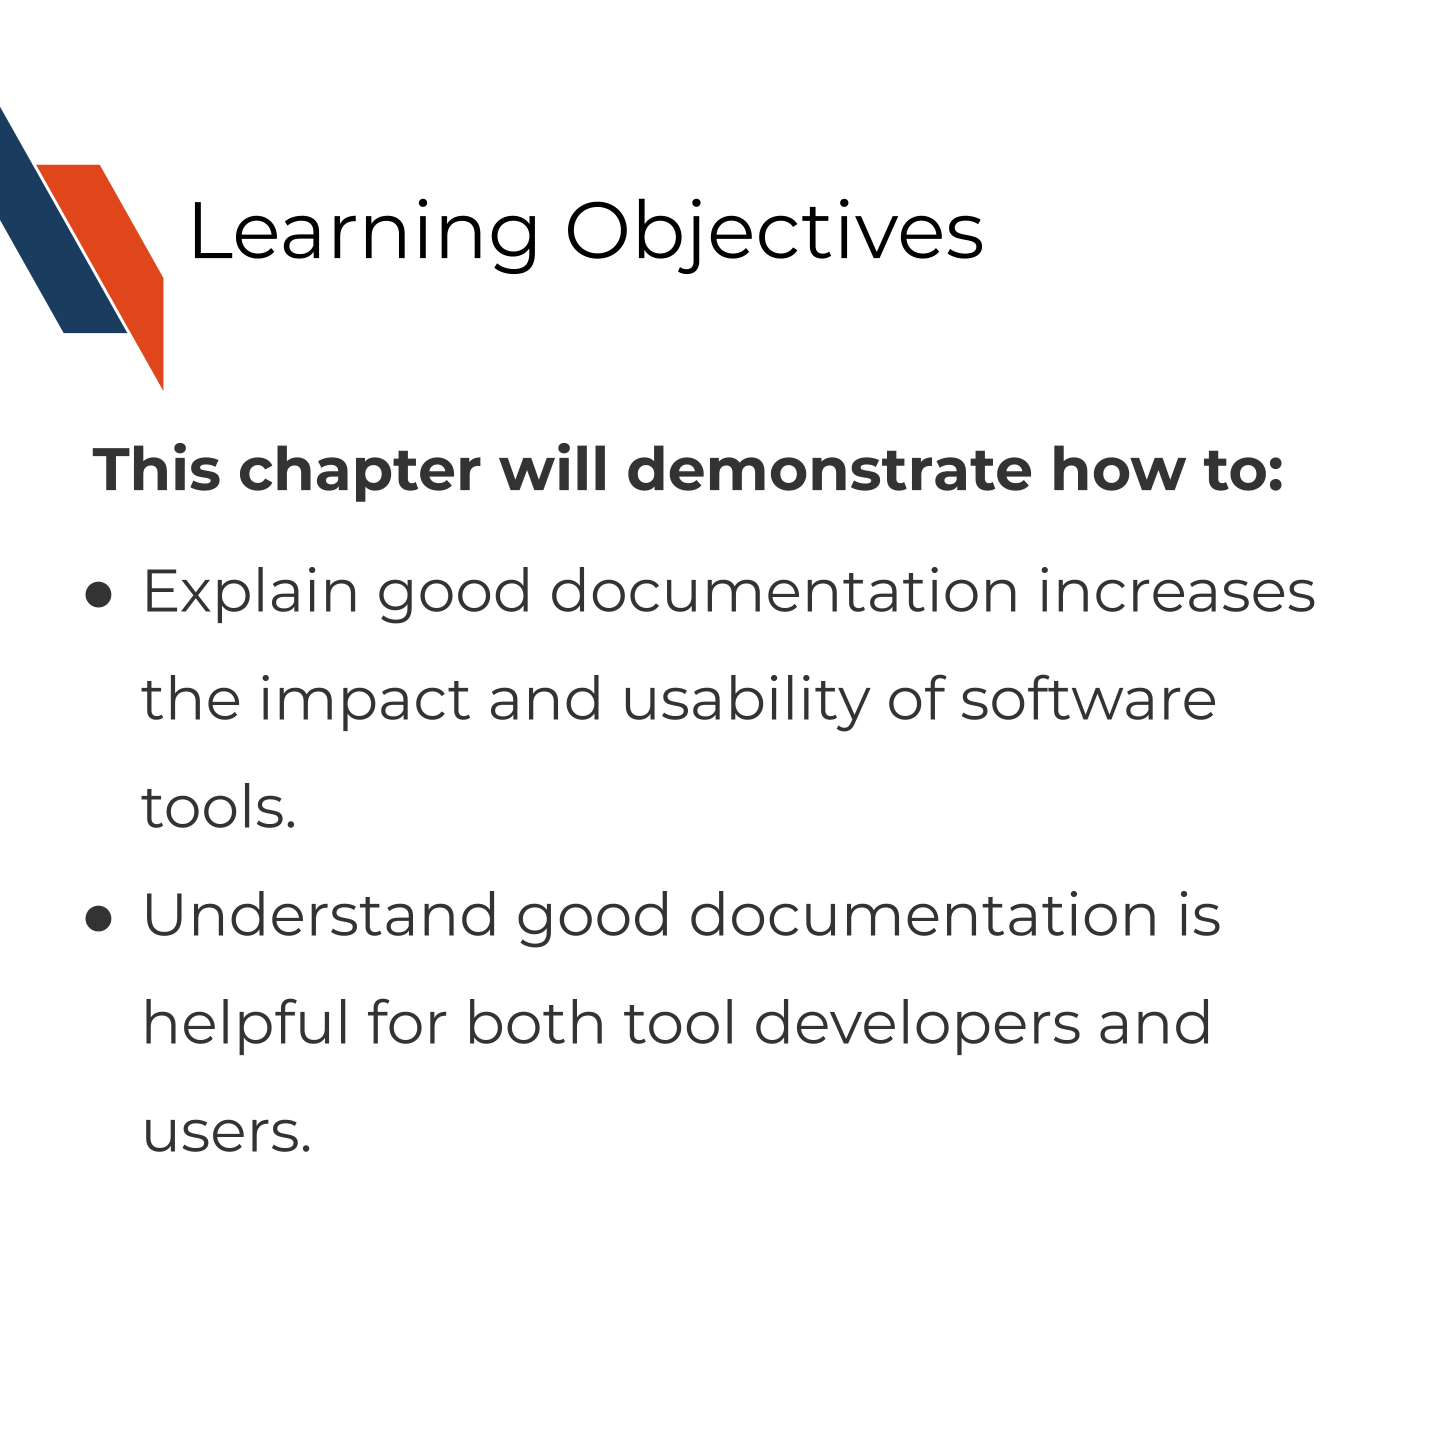 Learning Objectives
This chapter will demonstrate how to:
● Explain good documentation increases
the impact and usability of software
tools.
● Understand good documentation is
helpful for both tool developers and
users.